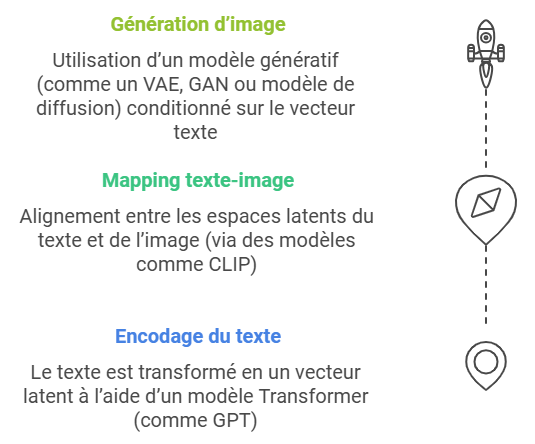 Génération d’image
Utilisation d’un modèle génératif
(comme un VAE, GAN ou modèle de
diffusion) conditionné sur le vecteur
texte
Mapping texte-image
Alignement entre les espaces latents du
texte et de l’image (via des modèles
comme CLIP)
Encodage du texte
Le texte est transformé en un vecteur
latent à l’aide d’un modèle Transformer
(comme GPT)